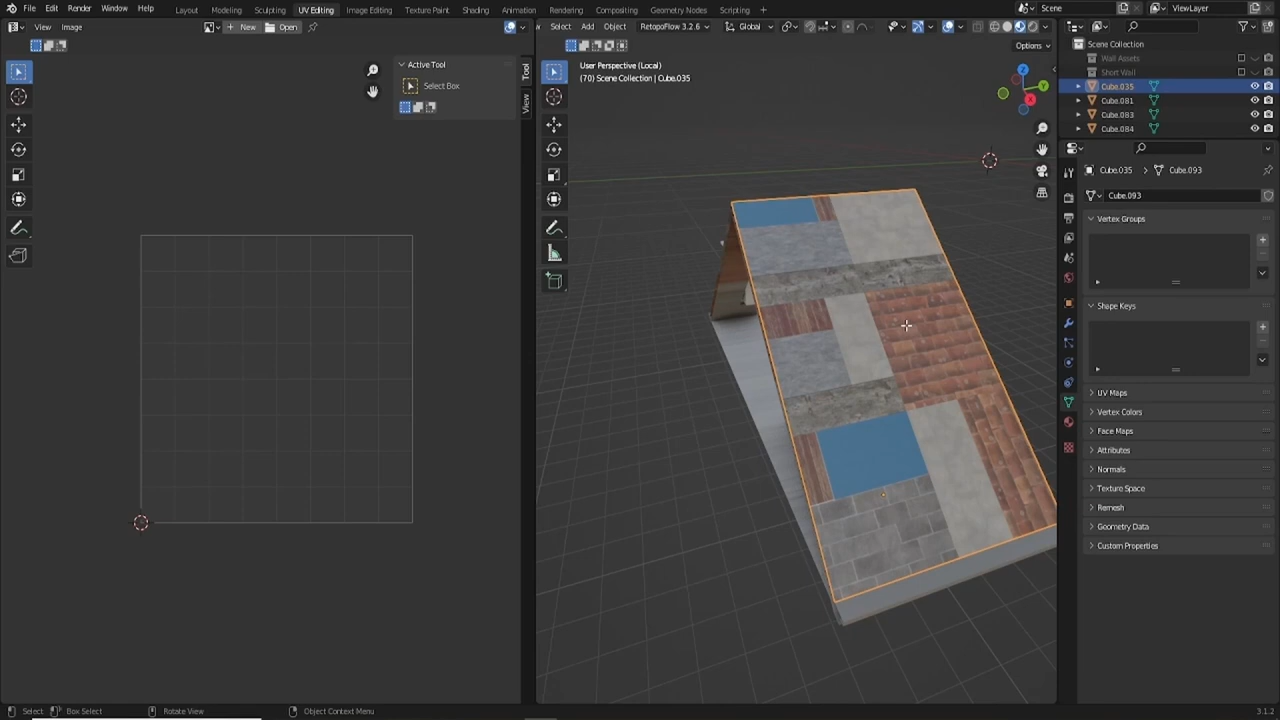 File Edit Render Window Help Layout Modeling Sculpting UV Editing Image Editing Texture Paint Shading Animation Rendering Compositing Geometry Nodes Scripting Scene ViewLayer
View Image New Open Select Add Object RetopoFlow 3.2.6 Global
Options
User Perspective (Local)
(70) Scene Collection | Cube.035
Scene Collection
Wall Assets
Short Wall
Cube.035
Cube.081
Cube.083
Cube.084
Active Tool
Select Box
Tool
View
Cube.035 Cube.093
Cube.093
Vertex Groups
Shape Keys
UV Maps
Vertex Colors
Face Maps
Attributes
Normals
Texture Space
Remesh
Geometry Data
Custom Properties
Select Box Select Rotate View Object Context Menu 3.1.2